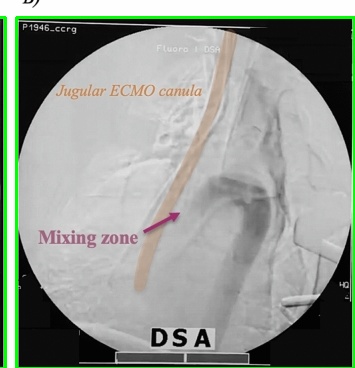 B)
P1946_ccrg
Fluoro I DSA
Jugular ECMO canula
Mixing zone
HQ
DSA